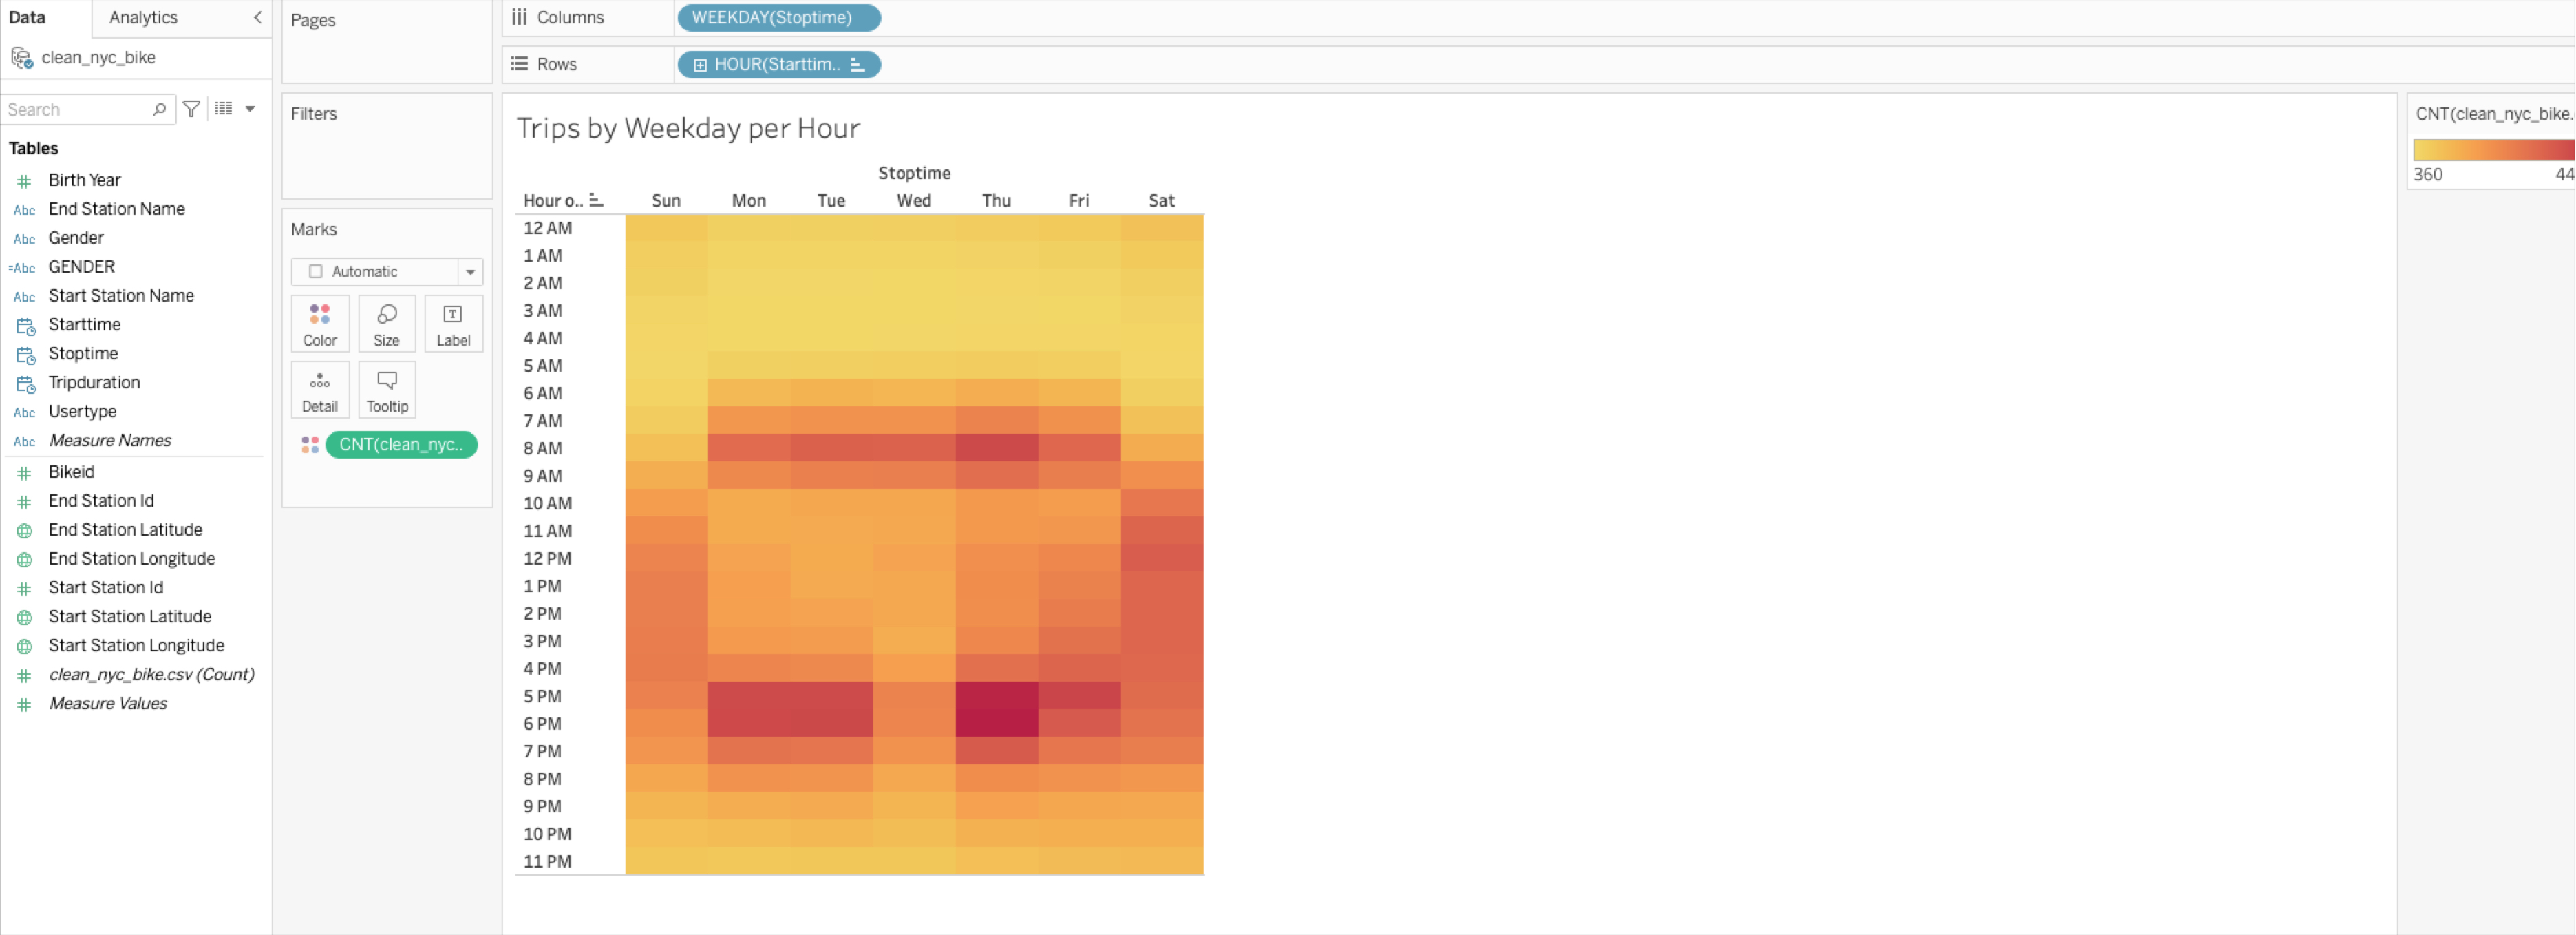 Data
Analytics
clean_nyc_bike
Search
Tables
Birth Year
Abc End Station Name
Abc Gender
=Abc GENDER
Abc Start Station Name
Starttime
Stoptime
Tripduration
Abc Usertype
Abc Measure Names
Bikeid
End Station Id
End Station Latitude
End Station Longitude
Start Station Id
Start Station Latitude
Start Station Longitude
clean_nyc_bike.csv (Count)
Measure Values
Pages
Filters
Marks
Automatic
Color Size Label
Detail Tooltip
CNT(clean_nyc..
Columns WEEKDAY(Stoptime)
Rows HOUR(Starttim..
Trips by Weekday per Hour
Stoptime
Hour o.. Sun Mon Tue Wed Thu Fri Sat
12 AM
1 AM
2 AM
3 AM
4 AM
5 AM
6 AM
7 AM
8 AM
9 AM
10 AM
11 AM
12 PM
1 PM
2 PM
3 PM
4 PM
5 PM
6 PM
7 PM
8 PM
9 PM
10 PM
11 PM
CNT(clean_nyc_bike.
360 44